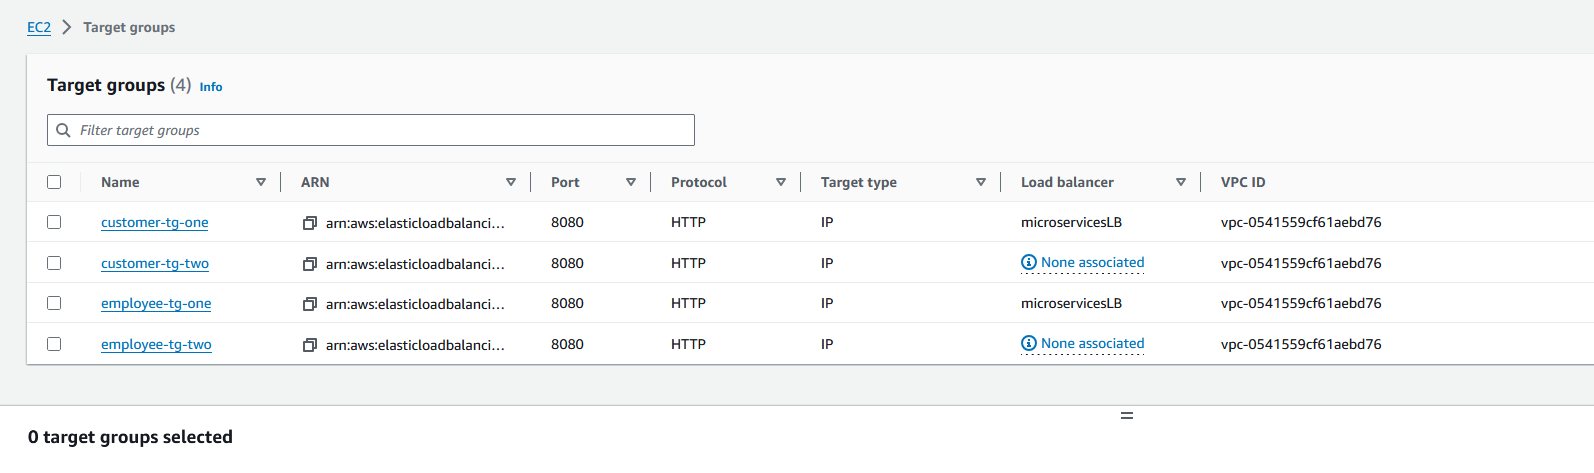 EC2 > Target groups
Target groups (4) Info
Filter target groups
Name ARN Port Protocol Target type Load balancer VPC ID
customer-tg-one arn:aws:elasticloadbalanci... 8080 HTTP IP microservicesLB vpc-0541559cf61aebd76
customer-tg-two arn:aws:elasticloadbalanci... 8080 HTTP IP None associated vpc-0541559cf61aebd76
employee-tg-one arn:aws:elasticloadbalanci... 8080 HTTP IP microservicesLB vpc-0541559cf61aebd76
employee-tg-two arn:aws:elasticloadbalanci... 8080 HTTP IP None associated vpc-0541559cf61aebd76
0 target groups selected